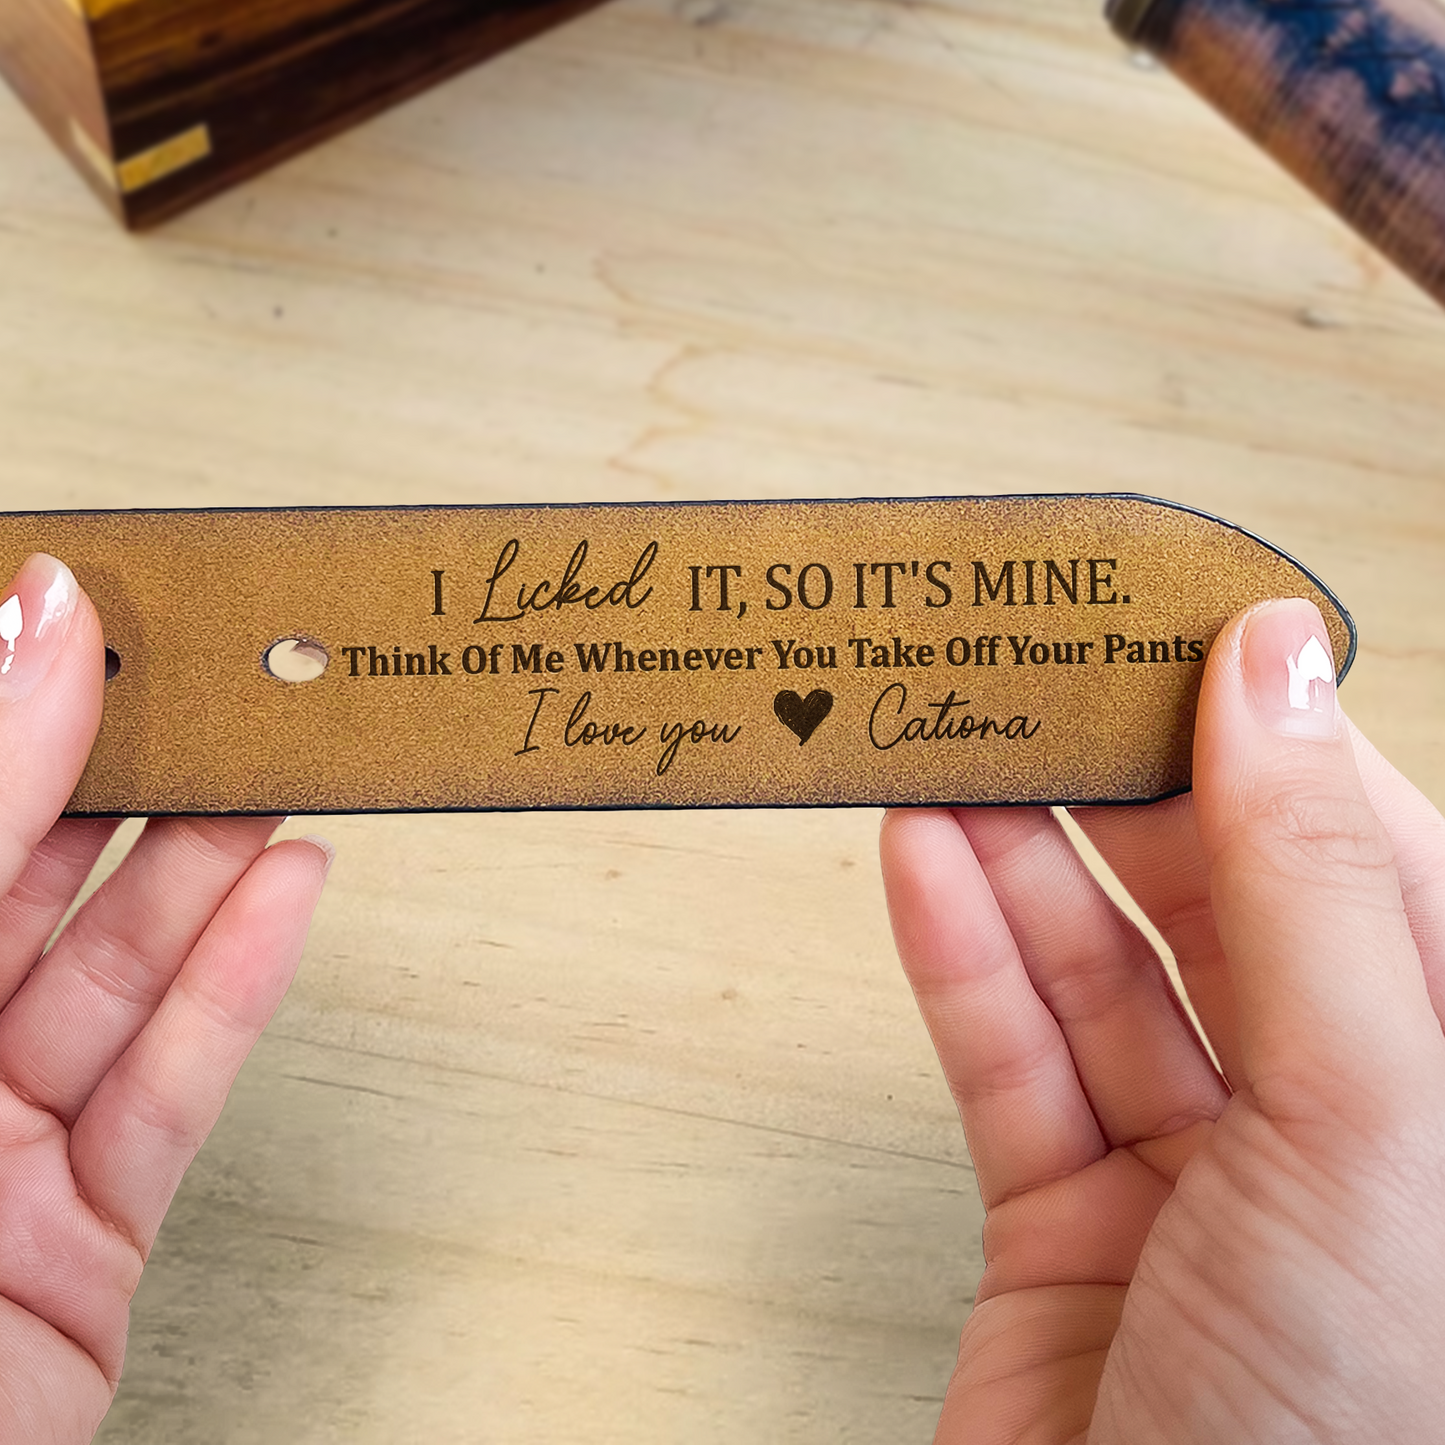 I Licked IT, SO IT'S MINE.
Think Of Me Whenever You Take Off Your Pants
I love you ♥ Cationa